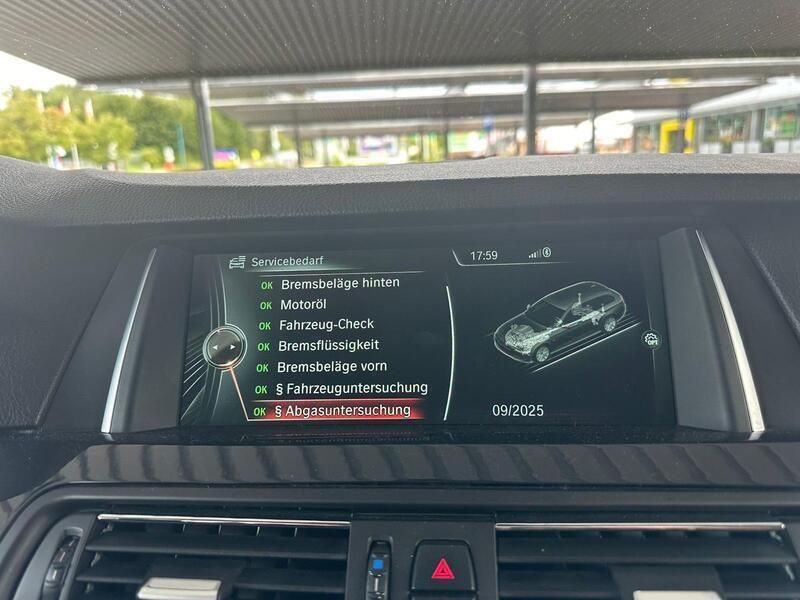 Servicebedarf
17:59
OK Bremsbeläge hinten
OK Motoröl
OK Fahrzeug-Check
OK Bremsflüssigkeit
OK Bremsbeläge vorn
OK § Fahrzeuguntersuchung
OK § Abgasuntersuchung
09/2025
OPT